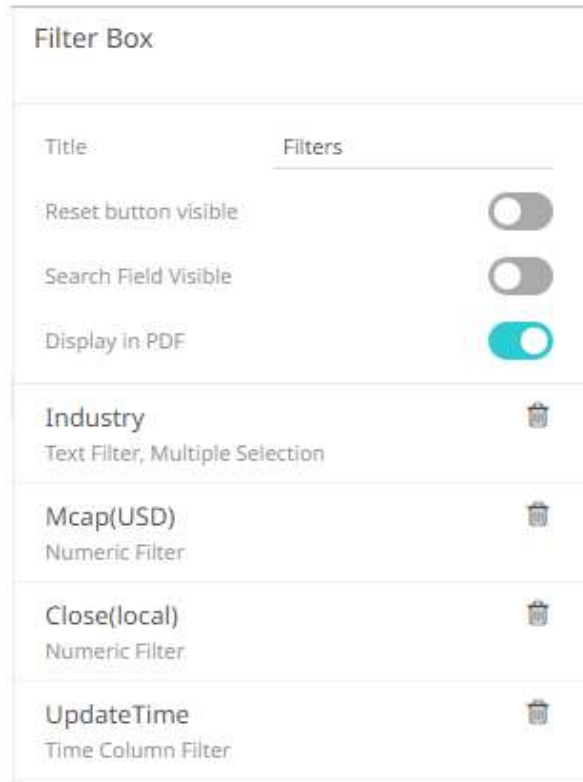 Filter Box
Title Filters
Reset button visible
Search Field Visible
Display in PDF
Industry
Text Filter, Multiple Selection
Mcap(USD)
Numeric Filter
Close(local)
Numeric Filter
UpdateTime
Time Column Filter